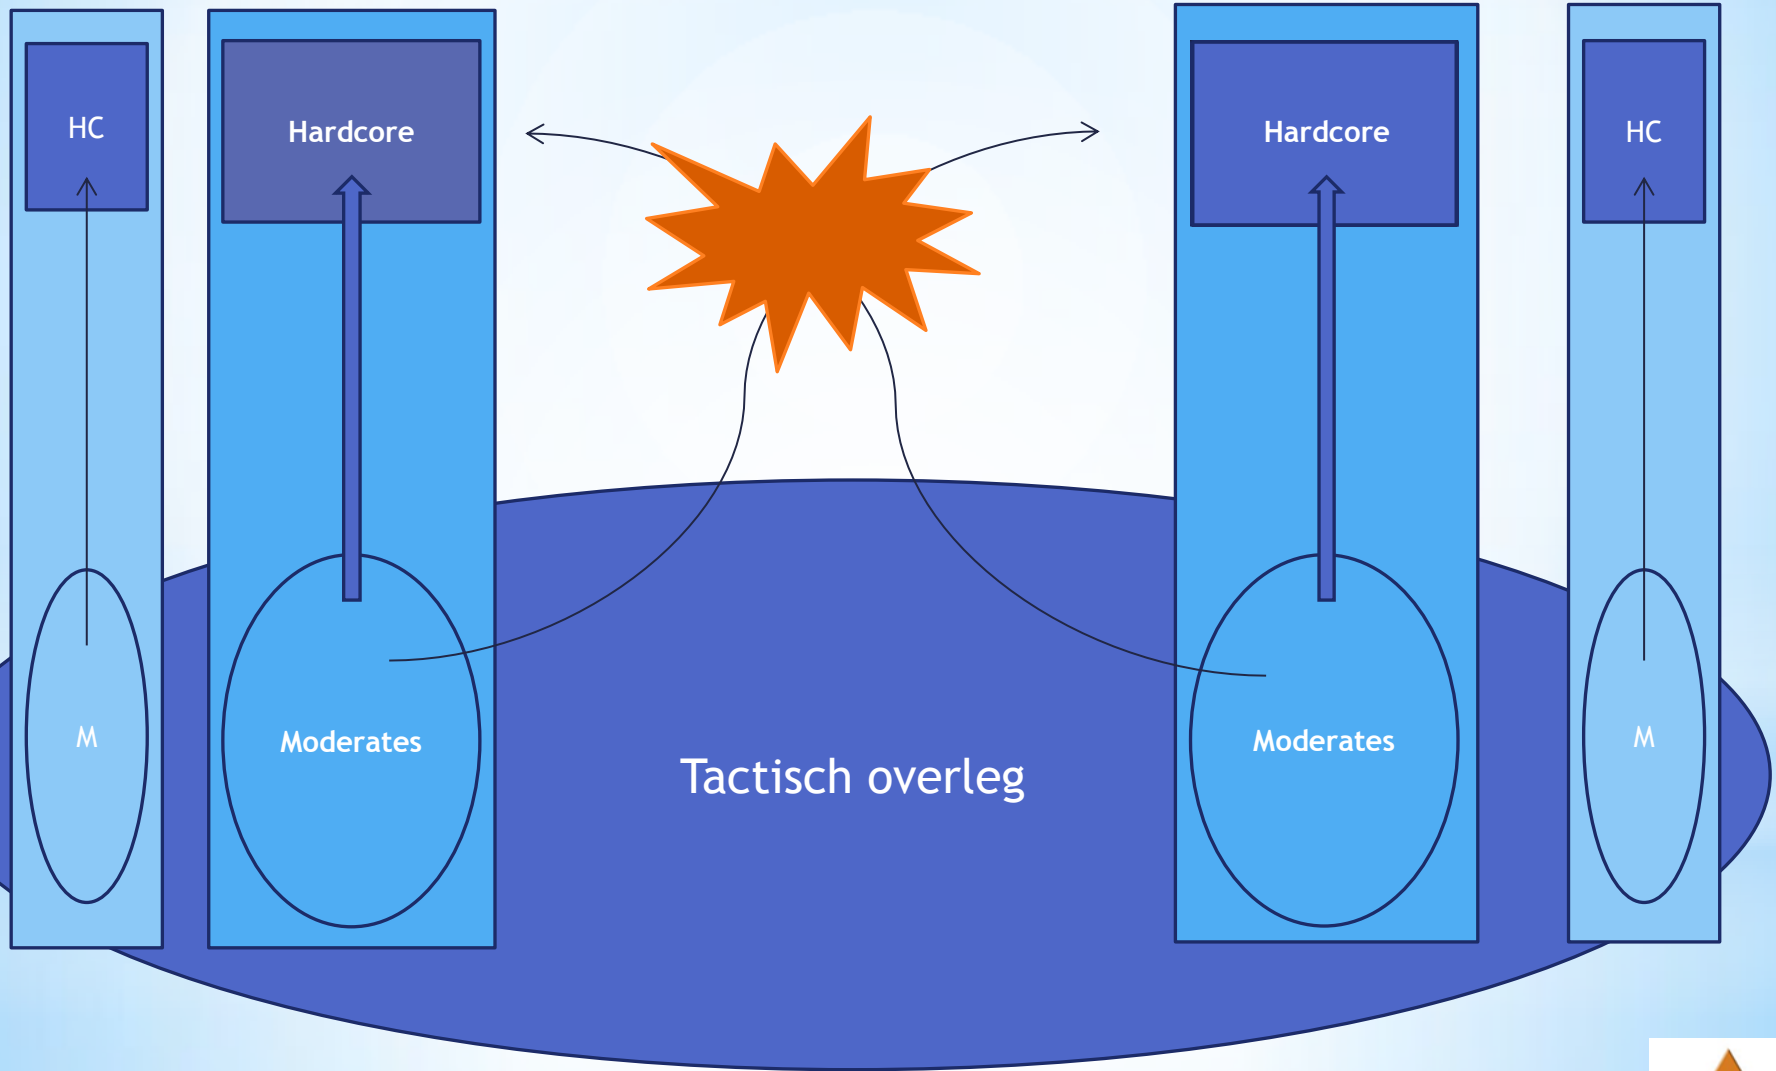 HC
Hardcore
Hardcore
HC
M
Moderates
Moderates
M
Tactisch overleg